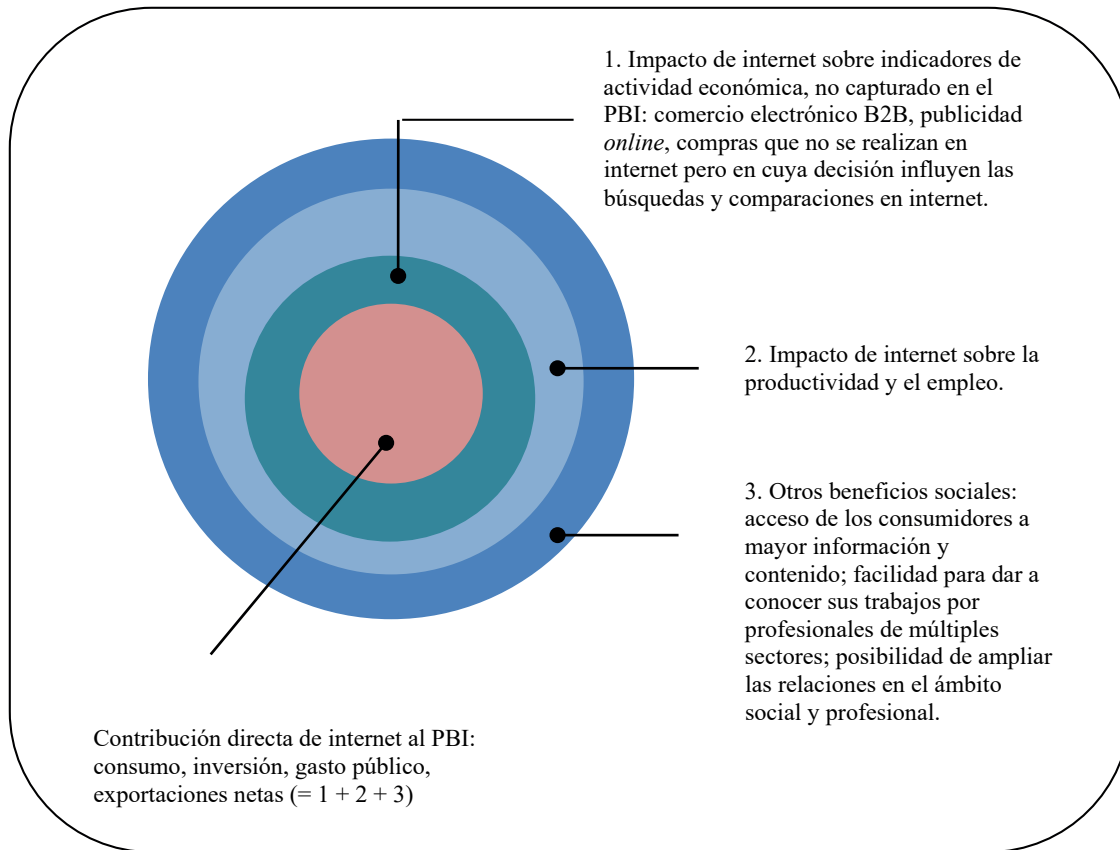 1. Impacto de internet sobre indicadores de
actividad económica, no capturado en el
PBI: comercio electrónico B2B, publicidad
online, compras que no se realizan en
internet pero en cuya decisión influyen las
búsquedas y comparaciones en internet.
2. Impacto de internet sobre la
productividad y el empleo.
3. Otros beneficios sociales:
acceso de los consumidores a
mayor información y
contenido; facilidad para dar a
conocer sus trabajos por
profesionales de múltiples
sectores; posibilidad de ampliar
las relaciones en el ámbito
social y profesional.
Contribución directa de internet al PBI:
consumo, inversión, gasto público,
exportaciones netas (= 1 + 2 + 3)